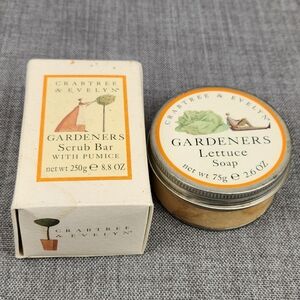 CRABTREE
& EVELYN®
GARDENERS
Scrub Bar
WITH PUMICE
net wt 250g ℮ 8.8 OZ
CRABTREE
& EVELYN®
CRABTREE & EVELYN®
GARDENERS
Lettuce
Soap
net wt 75g ℮ 2.6 OZ